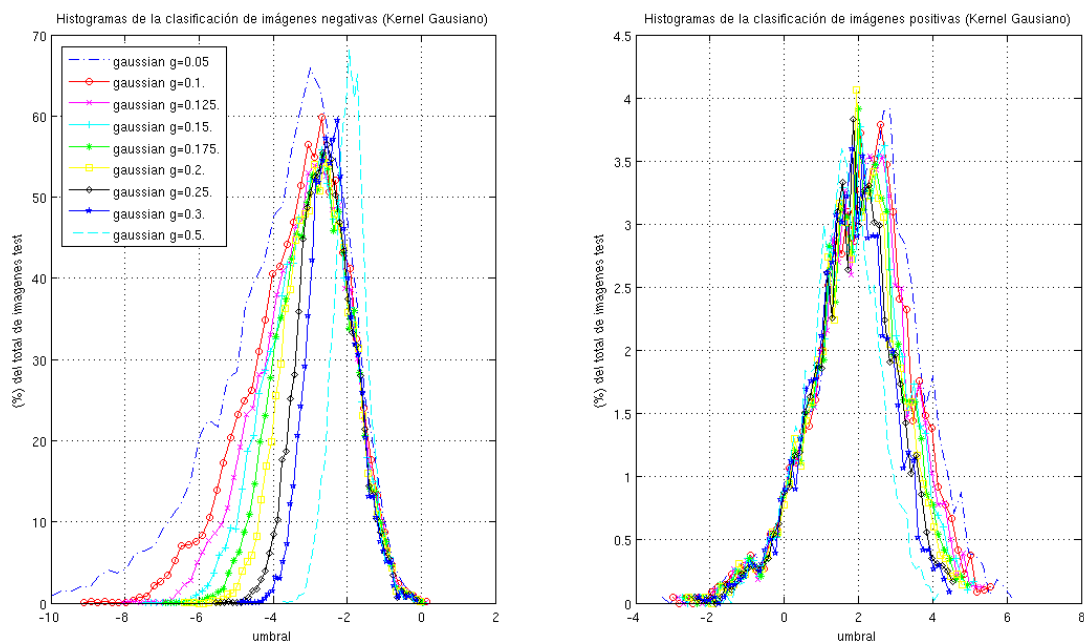 Histogramas de la clasificación de imágenes negativas (Kernel Gausiano)
70
60
50
40
30
20
10
0
-10
-8
-6
-4
-2
0
2
(%) del total de imagenes test
umbral
gaussian g=0.05
gaussian g=0.1.
gaussian g=0.125.
gaussian g=0.15.
gaussian g=0.175.
gaussian g=0.2.
gaussian g=0.25.
gaussian g=0.3.
gaussian g=0.5.
Histogramas de la clasificación de imágenes positivas (Kernel Gausiano)
4.5
4
3.5
3
2.5
2
1.5
1
0.5
0
-4
-2
0
2
4
6
8
(%) del total de imagenes test
umbral